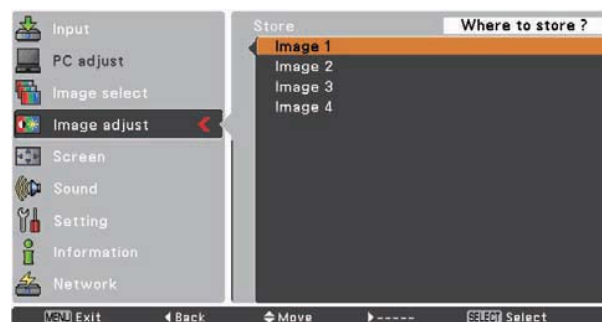 Input
PC adjust
Image select
Image adjust
Screen
Sound
Setting
Information
Network
Store
Where to store ?
Image 1
Image 2
Image 3
Image 4
MENU Exit
Back
Move
-----
SELECT Select